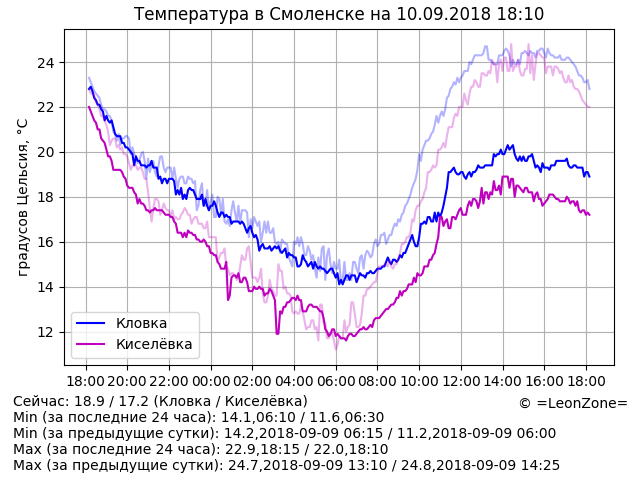 Температура в Смоленске на 10.09.2018 18:10
градусов Цельсия, °C
24
22
20
18
16
14
12
Кловка
Киселёвка
18:00 20:00 22:00 00:00 02:00 04:00 06:00 08:00 10:00 12:00 14:00 16:00 18:00
Сейчас: 18.9 / 17.2 (Кловка / Киселёвка)
© =LeonZone=
Min (за последние 24 часа): 14.1,06:10 / 11.6,06:30
Min (за предыдущие сутки): 14.2,2018-09-09 06:15 / 11.2,2018-09-09 06:00
Max (за последние 24 часа): 22.9,18:15 / 22.0,18:10
Max (за предыдущие сутки): 24.7,2018-09-09 13:10 / 24.8,2018-09-09 14:25